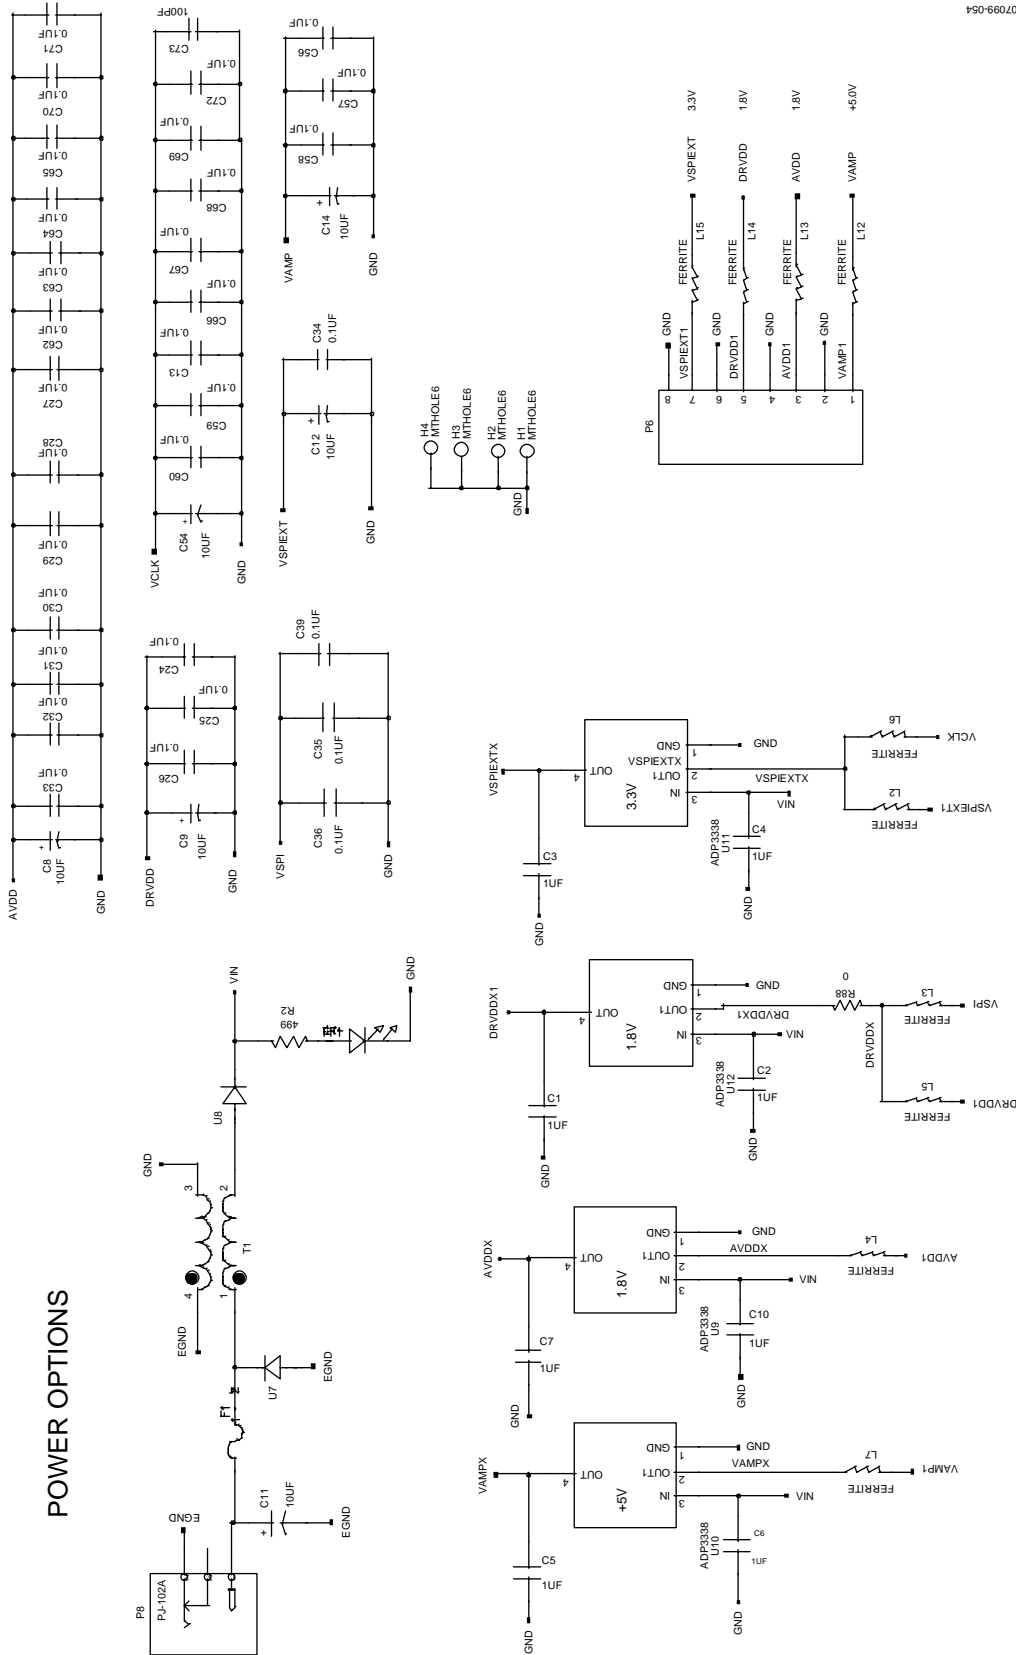 POWER OPTIONS
07099-054
P8
PJ-102A
EGND
C11
+
10UF
EGND
F1
U7
EGND
EGND
GND
4
3
1
2
T1
U8
VIN
R2
499
GND
AVDD
GND
C8
+
10UF
C33
0.1UF
C32
0.1UF
C31
0.1UF
C30
0.1UF
C29
0.1UF
C28
0.1UF
C27
0.1UF
C62
0.1UF
C63
0.1UF
C64
0.1UF
C65
0.1UF
C70
0.1UF
C71
0.1UF
DRVDD
GND
C9
+
10UF
C26
0.1UF
C25
0.1UF
C24
0.1UF
VCLK
GND
C54
+
10UF
C60
0.1UF
C59
0.1UF
C13
0.1UF
C66
0.1UF
C67
0.1UF
C68
0.1UF
C69
0.1UF
C72
0.1UF
C73
100PF
VSPI
GND
C36
0.1UF
C35
0.1UF
C39
0.1UF
VSPIEXT
GND
C12
+
10UF
C34
0.1UF
VAMP
GND
C14
+
10UF
C58
0.1UF
C57
0.1UF
C56
0.1UF
GND
H4
MTHOLE6
H3
MTHOLE6
H2
MTHOLE6
H1
MTHOLE6
P6
8
GND
7
VSPIEXT1
FERRITE
L15
VSPIEXT
3.3V
6
GND
5
DRVDD1
FERRITE
L14
DRVDD
1.8V
4
GND
3
AVDD1
FERRITE
L13
AVDD
1.8V
2
GND
1
VAMP1
FERRITE
L12
VAMP
+5.0V
VAMPX
GND
C5
1UF
+5V
OUT
4
GND
1
OUT1
2
IN
3
GND
VAMPX
VIN
ADP3338
U10
C6
1UF
GND
L7
FERRITE
VAMP1
AVDDX
GND
C7
1UF
1.8V
OUT
4
GND
1
OUT1
2
IN
3
GND
AVDDX
VIN
ADP3338
U9
C10
1UF
GND
L4
FERRITE
AVDD1
DRVDDX1
GND
C1
1UF
1.8V
OUT
4
GND
1
OUT1
2
IN
3
GND
DRVDDX1
VIN
ADP3338
U12
C2
1UF
GND
R88
0
DRVDDX
L3
FERRITE
VSPI
L5
FERRITE
DRVDD1
VSPIEXTX
GND
C3
1UF
3.3V
OUT
4
GND
1
VSPIEXTX
OUT1
2
IN
3
GND
VSPIEXTX
VIN
ADP3338
U11
C4
1UF
GND
L6
FERRITE
VCLK
L2
FERRITE
VSPIEXT1